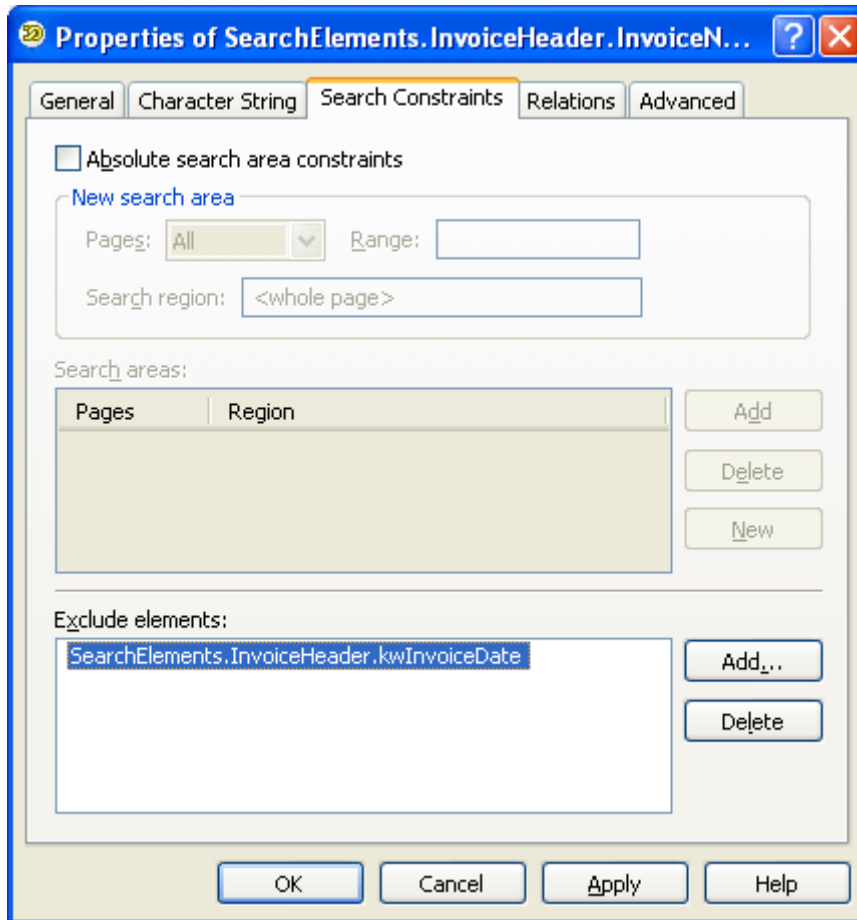 Properties of SearchElements.InvoiceHeader.InvoiceN...
General Character String Search Constraints Relations Advanced
Absolute search area constraints
New search area
Pages: All Range:
Search region: <whole page>
Search areas:
Pages Region
Add
Delete
New
Exclude elements:
SearchElements.InvoiceHeader.kwInvoiceDate
Add...
Delete
OK Cancel Apply Help